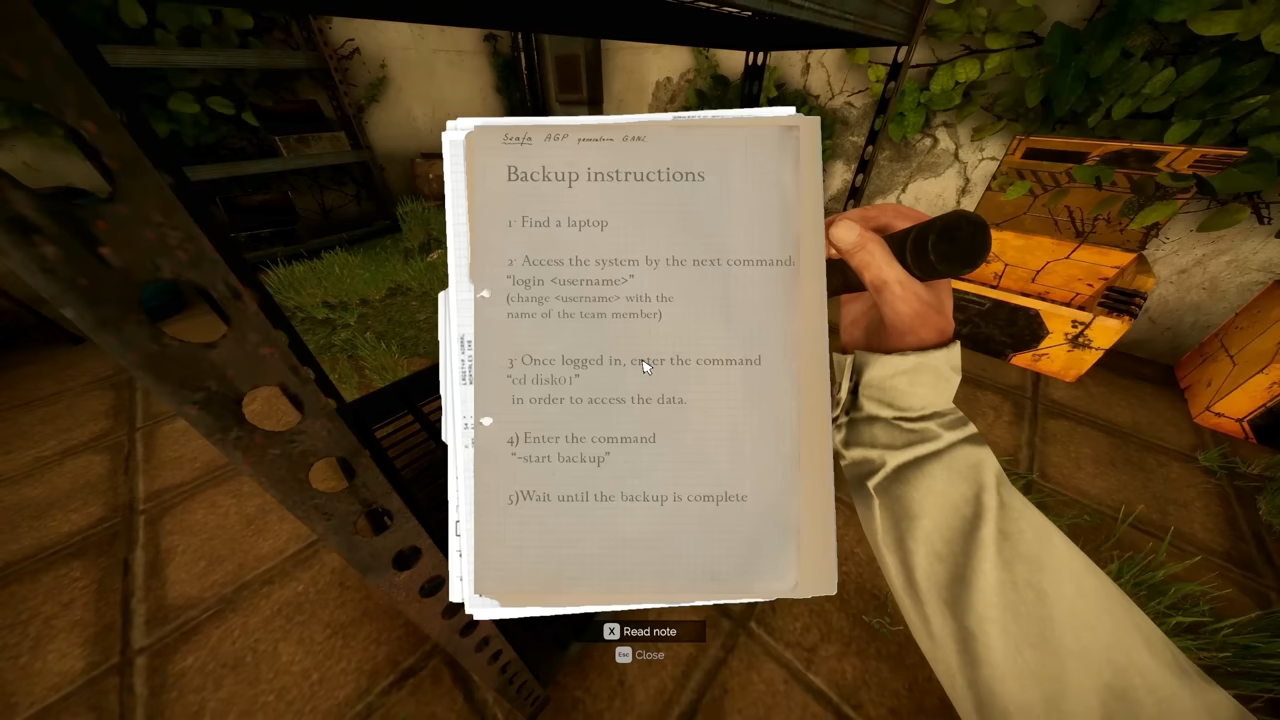 AGP
Backup instructions
1· Find a laptop
2· Access the system by the next command:
“login <username>”
(change <username> with the
name of the team member)
3· Once logged in, enter the command
“cd disk01”
in order to access the data.
4) Enter the command
“-start backup”
5)Wait until the backup is complete
X Read note
Esc Close